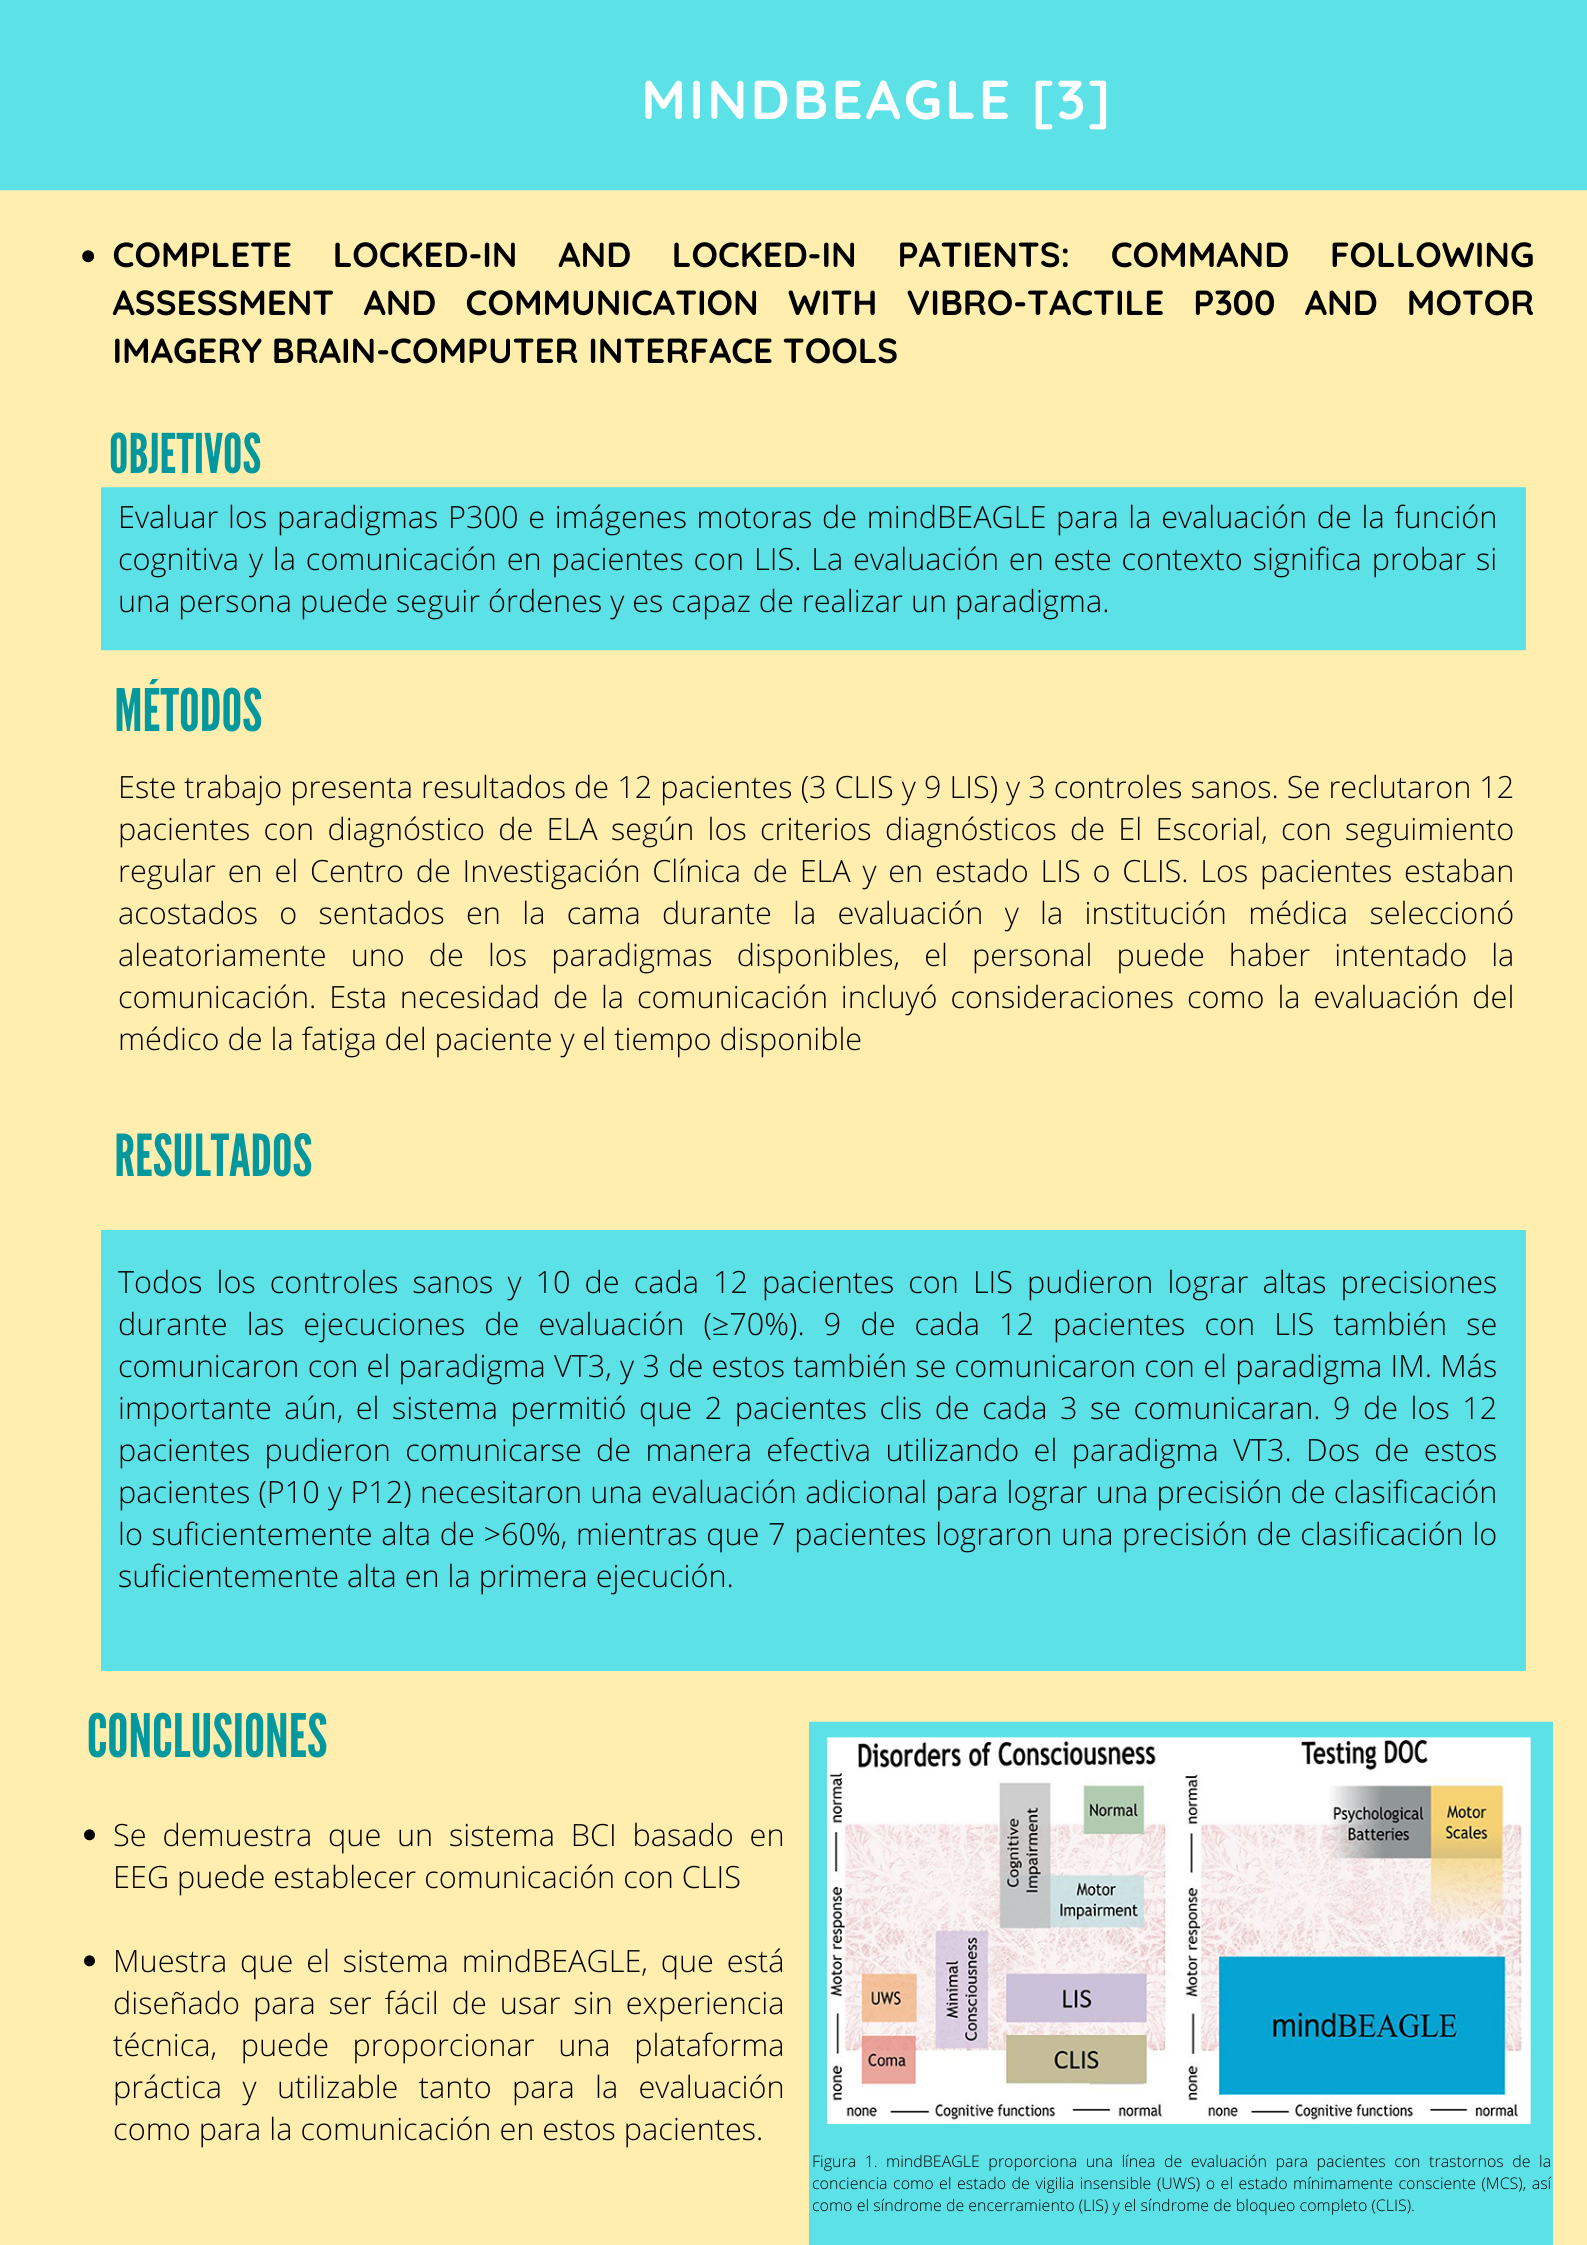 MINDBEAGLE [3]
• COMPLETE LOCKED-IN AND LOCKED-IN PATIENTS: COMMAND FOLLOWING
ASSESSMENT AND COMMUNICATION WITH VIBRO-TACTILE P300 AND MOTOR
IMAGERY BRAIN-COMPUTER INTERFACE TOOLS
OBJETIVOS
Evaluar los paradigmas P300 e imágenes motoras de mindBEAGLE para la evaluación de la función
cognitiva y la comunicación en pacientes con LIS. La evaluación en este contexto significa probar si
una persona puede seguir órdenes y es capaz de realizar un paradigma.
MÉTODOS
Este trabajo presenta resultados de 12 pacientes (3 CLIS y 9 LIS) y 3 controles sanos. Se reclutaron 12
pacientes con diagnóstico de ELA según los criterios diagnósticos de El Escorial, con seguimiento
regular en el Centro de Investigación Clínica de ELA y en estado LIS o CLIS. Los pacientes estaban
acostados o sentados en la cama durante la evaluación y la institución médica seleccionó
aleatoriamente uno de los paradigmas disponibles, el personal puede haber intentado la
comunicación. Esta necesidad de la comunicación incluyó consideraciones como la evaluación del
médico de la fatiga del paciente y el tiempo disponible
RESULTADOS
Todos los controles sanos y 10 de cada 12 pacientes con LIS pudieron lograr altas precisiones
durante las ejecuciones de evaluación (≥70%). 9 de cada 12 pacientes con LIS también se
comunicaron con el paradigma VT3, y 3 de estos también se comunicaron con el paradigma IM. Más
importante aún, el sistema permitió que 2 pacientes clis de cada 3 se comunicaran. 9 de los 12
pacientes pudieron comunicarse de manera efectiva utilizando el paradigma VT3. Dos de estos
pacientes (P10 y P12) necesitaron una evaluación adicional para lograr una precisión de clasificación
lo suficientemente alta de >60%, mientras que 7 pacientes lograron una precisión de clasificación lo
suficientemente alta en la primera ejecución.
CONCLUSIONES
• Se demuestra que un sistema BCI basado en
EEG puede establecer comunicación con CLIS
• Muestra que el sistema mindBEAGLE, que está
diseñado para ser fácil de usar sin experiencia
técnica, puede proporcionar una plataforma
práctica y utilizable tanto para la evaluación
como para la comunicación en estos pacientes.
Disorders of Consciousness
none — Motor response — normal
Cognitive
Impairment
Normal
Motor
Impairment
Minimal
Consciousness
UWS
LIS
Coma
CLIS
none — Cognitive functions — normal
Testing DOC
none — Motor response — normal
Psychological
Batteries
Motor
Scales
mindBEAGLE
none — Cognitive functions — normal
Figura 1. mindBEAGLE proporciona una línea de evaluación para pacientes con trastornos de la
conciencia como el estado de vigilia insensible (UWS) o el estado mínimamente consciente (MCS), así
como el síndrome de encerramiento (LIS) y el síndrome de bloqueo completo (CLIS).